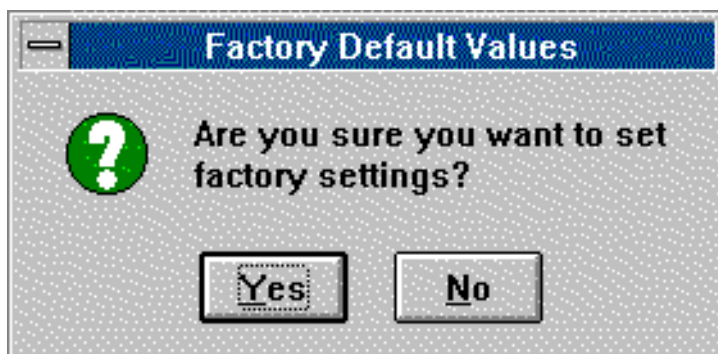 Factory Default Values
Are you sure you want to set
factory settings?
Yes
No